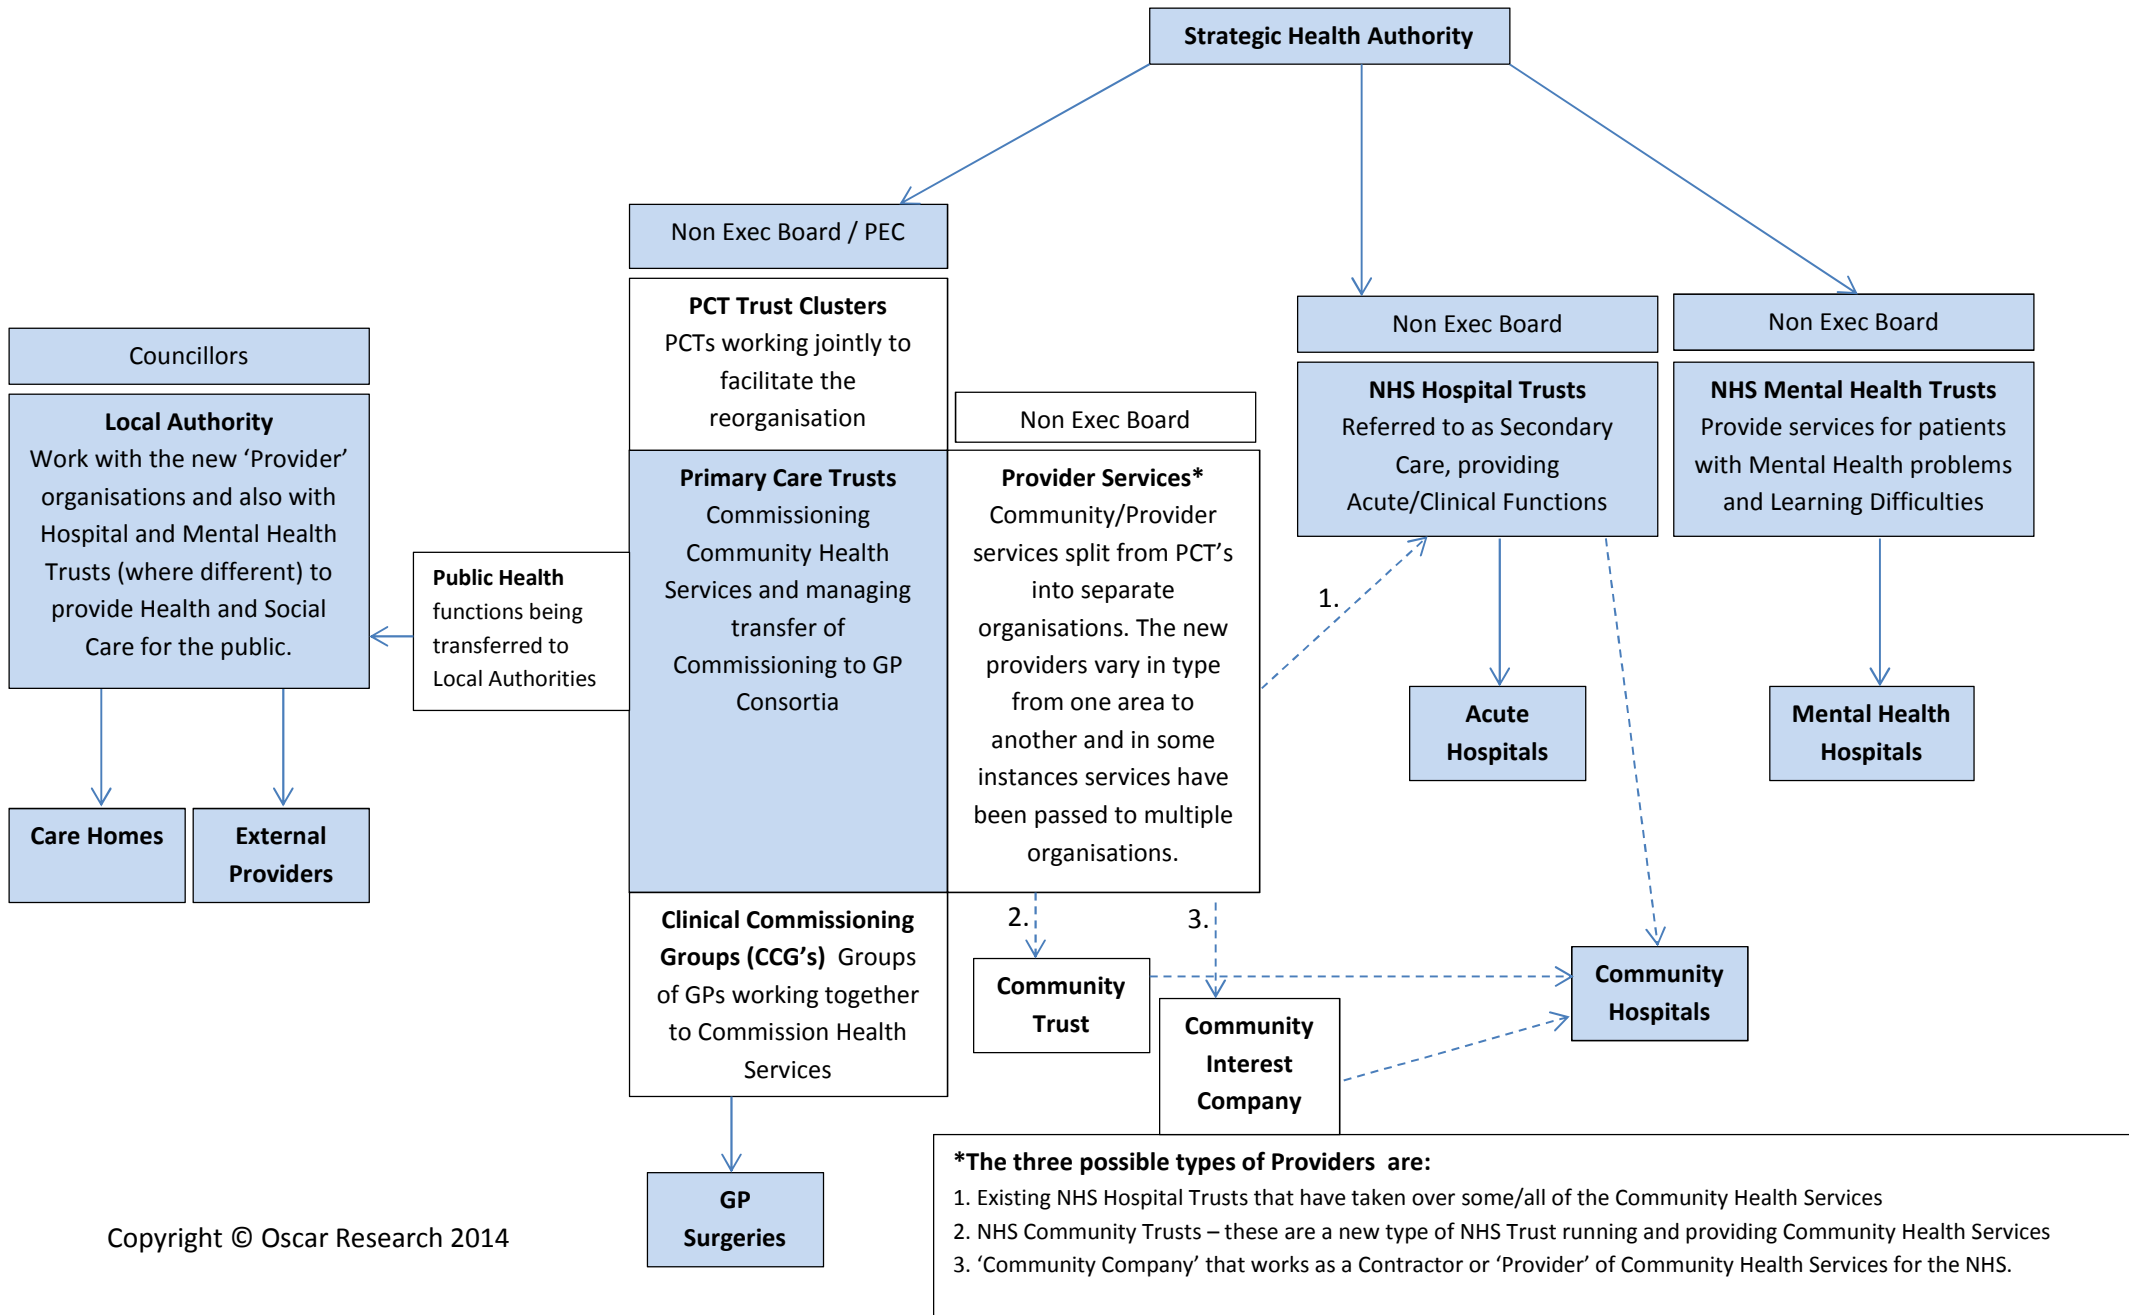 Strategic Health Authority
Non Exec Board / PEC
PCT Trust Clusters
PCTs working jointly to
facilitate the
reorganisation
Councillors
Local Authority
Work with the new ‘Provider’
organisations and also with
Hospital and Mental Health
Trusts (where different) to
provide Health and Social
Care for the public.
Public Health
functions being
transferred to
Local Authorities
Care Homes
External
Providers
Primary Care Trusts
Commissioning
Community Health
Services and managing
transfer of
Commissioning to GP
Consortia
Non Exec Board
Provider Services*
Community/Provider
services split from PCT’s
into separate
organisations. The new
providers vary in type
from one area to
another and in some
instances services have
been passed to multiple
organisations.
Non Exec Board
NHS Hospital Trusts
Referred to as Secondary
Care, providing
Acute/Clinical Functions
Non Exec Board
NHS Mental Health Trusts
Provide services for patients
with Mental Health problems
and Learning Difficulties
1.
Acute
Hospitals
Mental Health
Hospitals
Clinical Commissioning
Groups (CCG’s)  Groups
of GPs working together
to Commission Health
Services
2.
3.
Community
Trust
Community
Interest
Company
Community
Hospitals
GP
Surgeries
*The three possible types of Providers  are:
1. Existing NHS Hospital Trusts that have taken over some/all of the Community Health Services
2. NHS Community Trusts – these are a new type of NHS Trust running and providing Community Health Services
3. ‘Community Company’ that works as a Contractor or ‘Provider’ of Community Health Services for the NHS.
Copyright © Oscar Research 2014